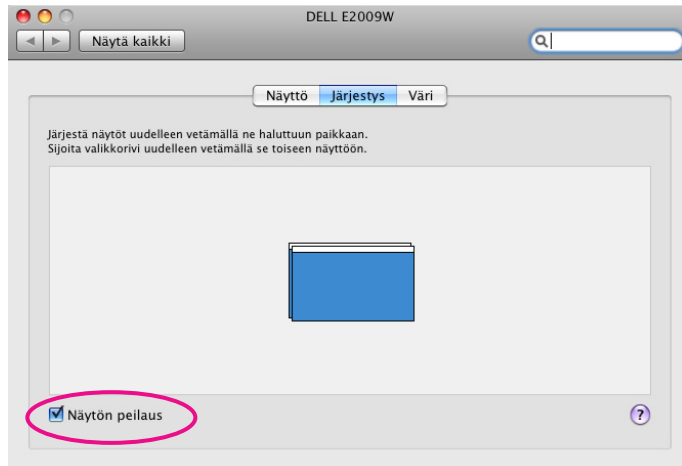 DELL E2009W
Näytä kaikki
Näyttö Järjestys Väri
Järjestä näytöt uudelleen vetämällä ne haluttuun paikkaan.
Sijoita valikkorivi uudelleen vetämällä se toiseen näyttöön.
Näytön peilaus ?